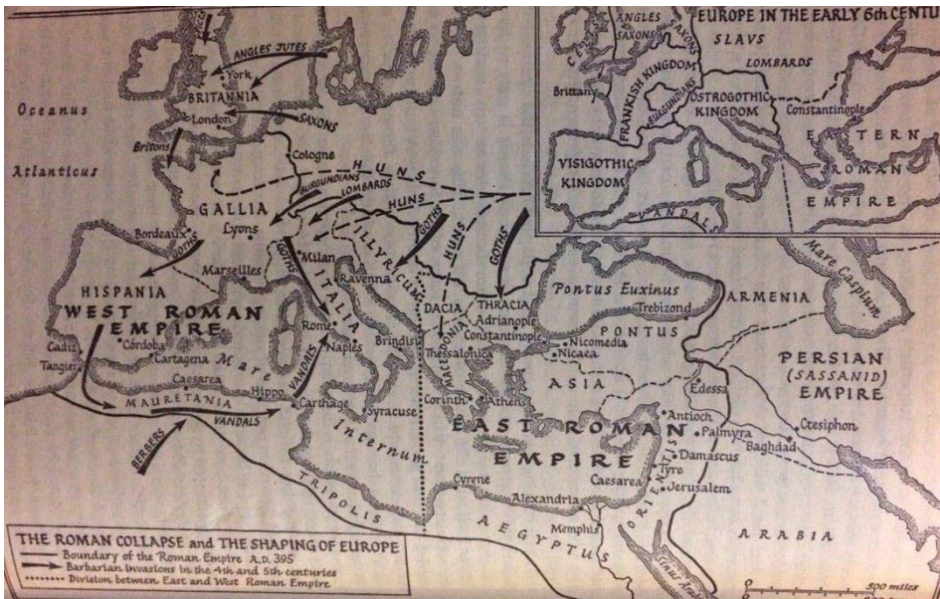 EUROPE IN THE EARLY 6th CENTU
ANGLES
SAXONS
SAXONS
SLAVS
LOMBARDS
FRANKISH KINGDOM
Brittany
BURGUNDIANS
OSTROGOTHIC
KINGDOM
Constantinople
EASTERN
ROMAN
EMPIRE
VISIGOTHIC
KINGDOM
VANDALS
Oceanus
Atlanticus
ANGLES JUTES
York
BRITANNIA
London
SAXONS
Britons
Cologne
HUNS
BURGUNDIANS
LOMBARDS
HUNS
GALLIA
Lyons
Bordeaux
GOTHS
GOTHS
HUNS
GOTHS
GOTHS
Milan
ILLYRICUM
Marseilles
ITALIA
Ravenna
HISPANIA
WEST ROMAN
EMPIRE
DACIA
THRACIA
Adrianople
Constantinople
Pontus Euxinus
Trebizond
ARMENIA
Mare Caspium
PONTUS
Nicomedia
Nicaea
Rome
Naples
Brindisi
MACEDONIA
Thessalonica
Cadiz
Córdoba
Cartagena
Tangier
Mare
Internum
Caesarea
Hippo
MAURETANIA
VANDALS
VANDALS
Carthage
Syracuse
BERBERS
Corinth
Athens
ASIA
Edessa
PERSIAN
(SASSANID)
EMPIRE
EAST ROMAN
EMPIRE
Antioch
Palmyra
Ctesiphon
Baghdad
Damascus
Tyre
Caesarea
Jerusalem
ORIENTIS
TRIPOLIS
Cyrene
Alexandria
Memphis
AEGYPTUS
ARABIA
THE ROMAN COLLAPSE and THE SHAPING OF EUROPE
Boundary of the Roman Empire A.D. 395
Barbarian Invasions in the 4th and 5th centuries
Division between East and West Roman Empire
0 500 miles